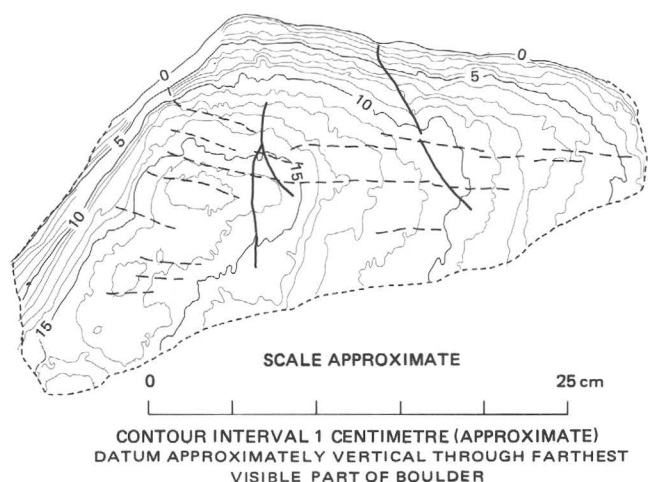 0
0
5
5
10
10
15
15
SCALE APPROXIMATE
0 25 cm
CONTOUR INTERVAL 1 CENTIMETRE (APPROXIMATE)
DATUM APPROXIMATELY VERTICAL THROUGH FARTHEST
VISIBLE PART OF BOULDER